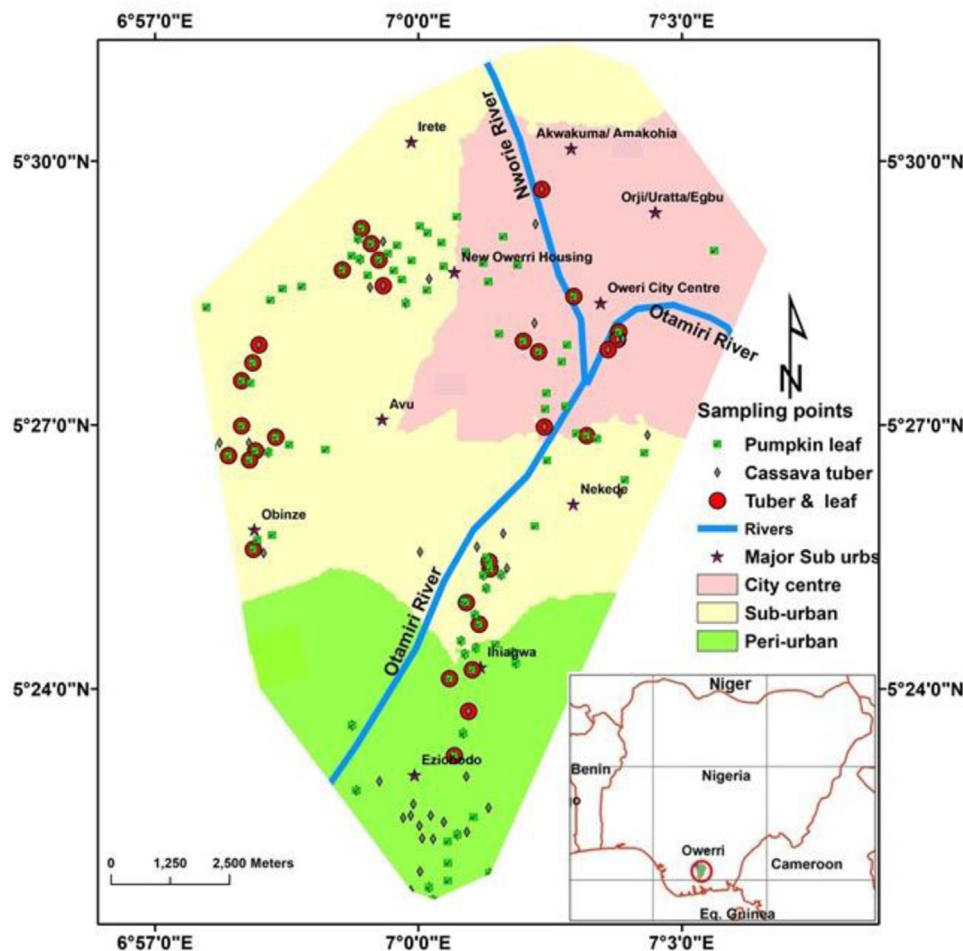 6°57'0"E 7°0'0"E 7°3'0"E
Irete
Nworie River
Akwakuma/ Amakohia
5°30'0"N 5°30'0"N
Orji/Uratta/Egbu
New Owerri Housing
Oweri City Centre
Otamiri River
N
Avu
5°27'0"N 5°27'0"N
Sampling points
Pumpkin leaf
Cassava tuber
Tuber & leaf
Rivers
Major Sub urbs
City centre
Sub-urban
Peri-urban
Nekede
Obinze
Otamiri River
Ihiagwa
5°24'0"N 5°24'0"N
Eziobodo
Niger
Benin
Nigeria
Owerri
Cameroon
Eq. Guinea
0 1,250 2,500 Meters
6°57'0"E 7°0'0"E 7°3'0"E